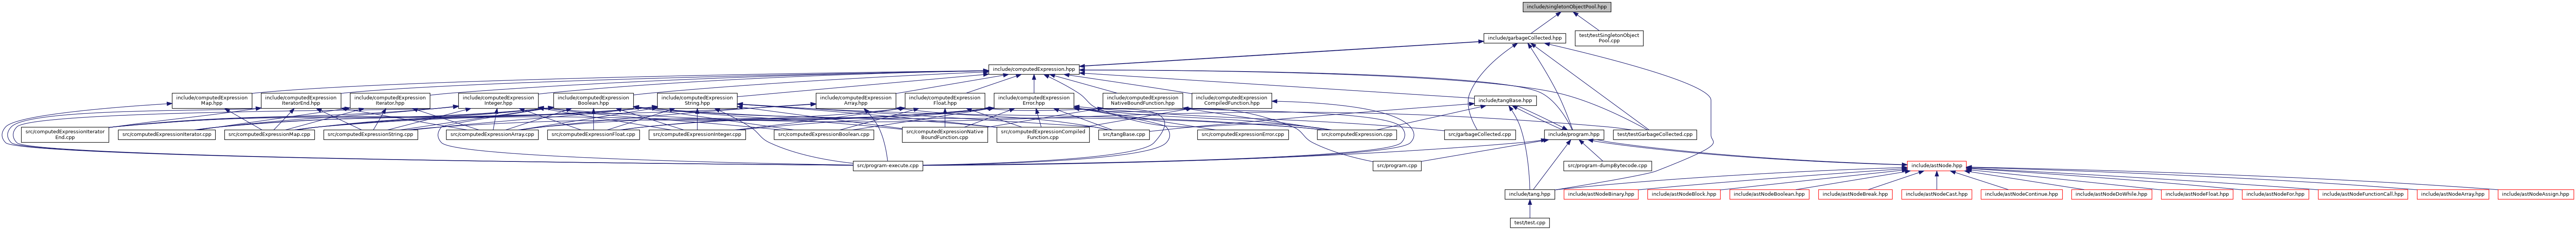 include/singletonObjectPool.hpp
include/garbageCollected.hpp
test/testSingletonObject
Pool.cpp
include/computedExpression.hpp
include/computedExpression
Map.hpp
include/computedExpression
IteratorEnd.hpp
include/computedExpression
Iterator.hpp
include/computedExpression
Integer.hpp
include/computedExpression
Boolean.hpp
include/computedExpression
String.hpp
include/computedExpression
Array.hpp
include/computedExpression
Float.hpp
include/computedExpression
Error.hpp
include/computedExpression
NativeBoundFunction.hpp
include/computedExpression
CompiledFunction.hpp
include/tangBase.hpp
src/computedExpressionIterator
End.cpp
src/computedExpressionIterator.cpp
src/computedExpressionMap.cpp
src/computedExpressionString.cpp
src/computedExpressionArray.cpp
src/computedExpressionFloat.cpp
src/computedExpressionInteger.cpp
src/computedExpressionBoolean.cpp
src/computedExpressionNative
BoundFunction.cpp
src/computedExpressionCompiled
Function.cpp
src/tangBase.cpp
src/computedExpressionError.cpp
src/computedExpression.cpp
src/garbageCollected.cpp
include/program.hpp
test/testGarbageCollected.cpp
src/program-execute.cpp
src/program.cpp
src/program-dumpBytecode.cpp
include/astNode.hpp
include/tang.hpp
include/astNodeBinary.hpp
include/astNodeBlock.hpp
include/astNodeBoolean.hpp
include/astNodeBreak.hpp
include/astNodeCast.hpp
include/astNodeContinue.hpp
include/astNodeDoWhile.hpp
include/astNodeFloat.hpp
include/astNodeFor.hpp
include/astNodeFunctionCall.hpp
include/astNodeArray.hpp
include/astNodeAssign.hpp
test/test.cpp